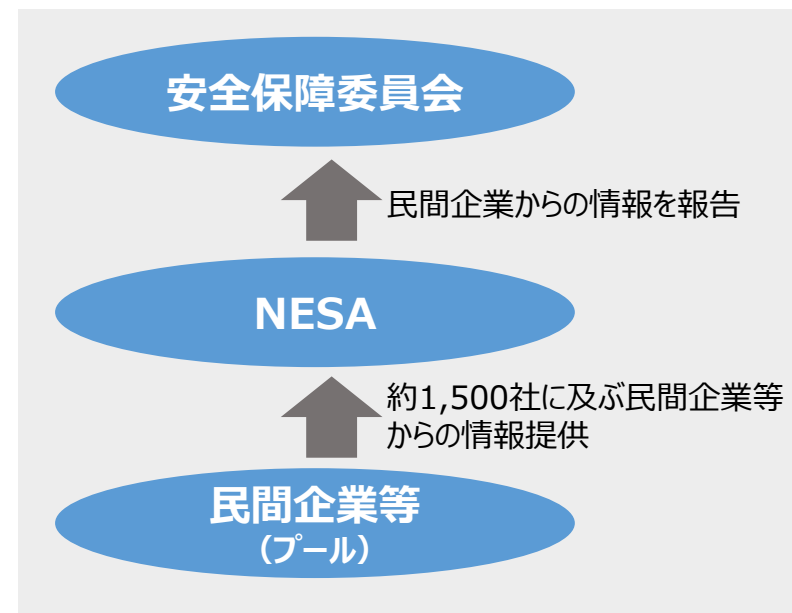 安全保障委員会
民間企業からの情報を報告
NESA
約1,500社に及ぶ民間企業等
からの情報提供
民間企業等
（プール）